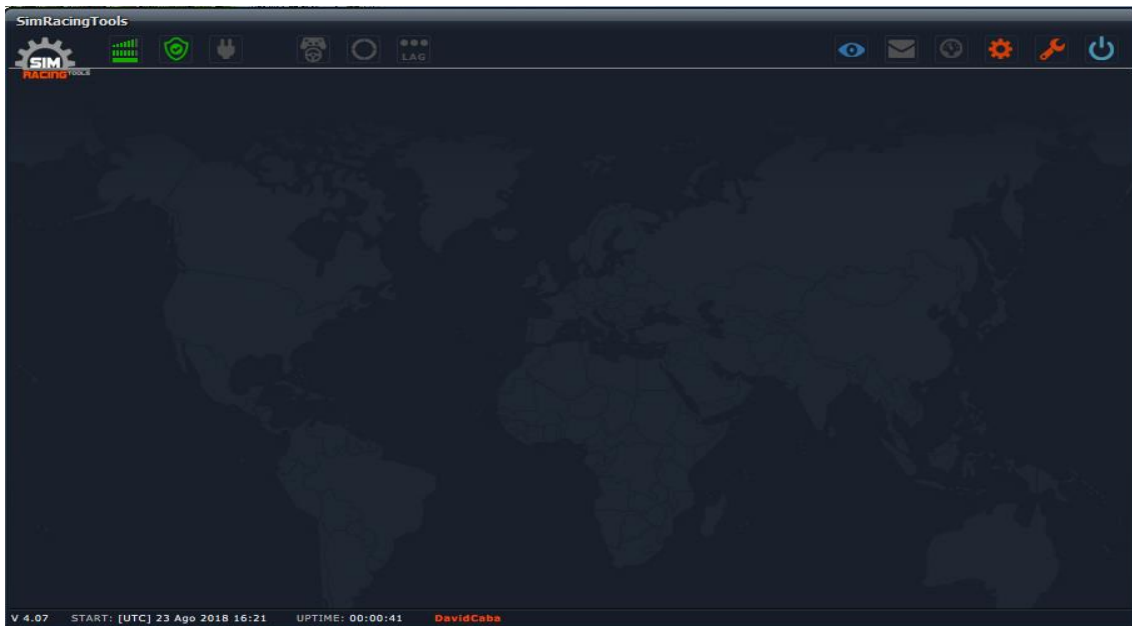 SimRacingTools
SIM
RACING TOOLS
LAG
V 4.07 START: [UTC] 23 Ago 2018 16:21 UPTIME: 00:00:41 DavidCaba